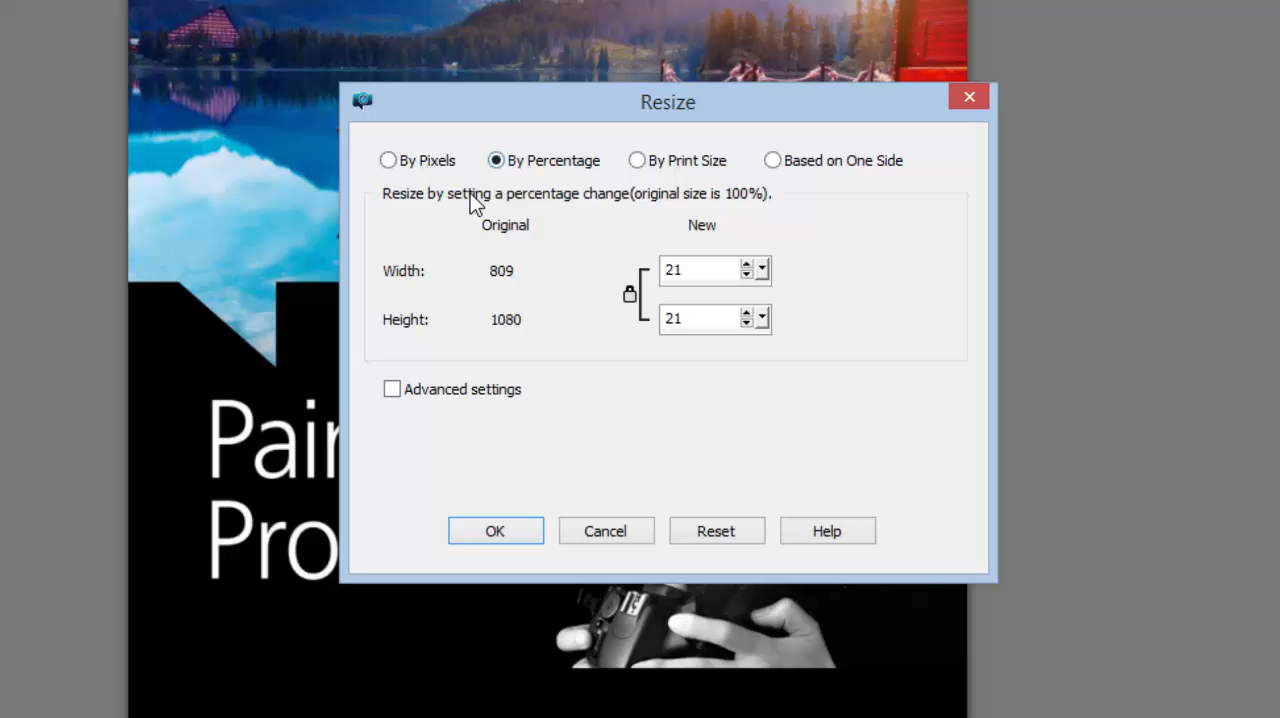 Resize
By Pixels By Percentage By Print Size Based on One Side
Resize by setting a percentage change(original size is 100%).
Original New
Width: 809 21
Height: 1080 21
Advanced settings
Pai
Pro
OK Cancel Reset Help